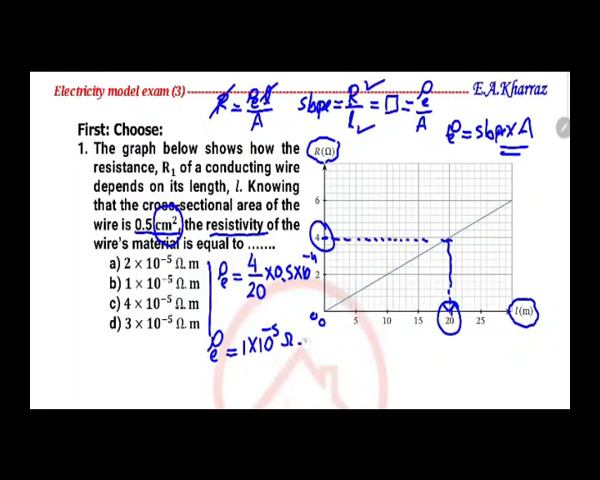 Electricity model exam (3) E.A.Kharraz
R = ρe l / A slope = R / l = □ = ρe / A
ρe = slope × A
First: Choose:
1. The graph below shows how the
resistance, R₁ of a conducting wire
depends on its length, l. Knowing
that the cross-sectional area of the
wire is 0.5 cm², the resistivity of the
wire's material is equal to .......
a) 2 × 10⁻⁵ Ω m
b) 1 × 10⁻⁵ Ω m
c) 4 × 10⁻⁵ Ω m
d) 3 × 10⁻⁵ Ω m
ρe = 4 / 20 × 0.5 × 10⁻⁴
ρe = 1 × 10⁻⁵ Ω .
R(Ω)
6
4
2
0
5 10 15 20 25 l(m)